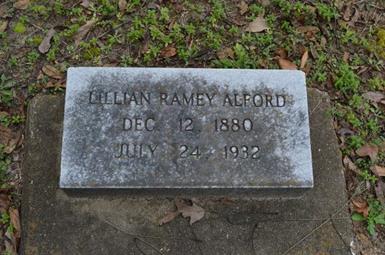 LILLIAN RAMEY ALFORD
DEC. 12, 1880
JULY 24, 1932